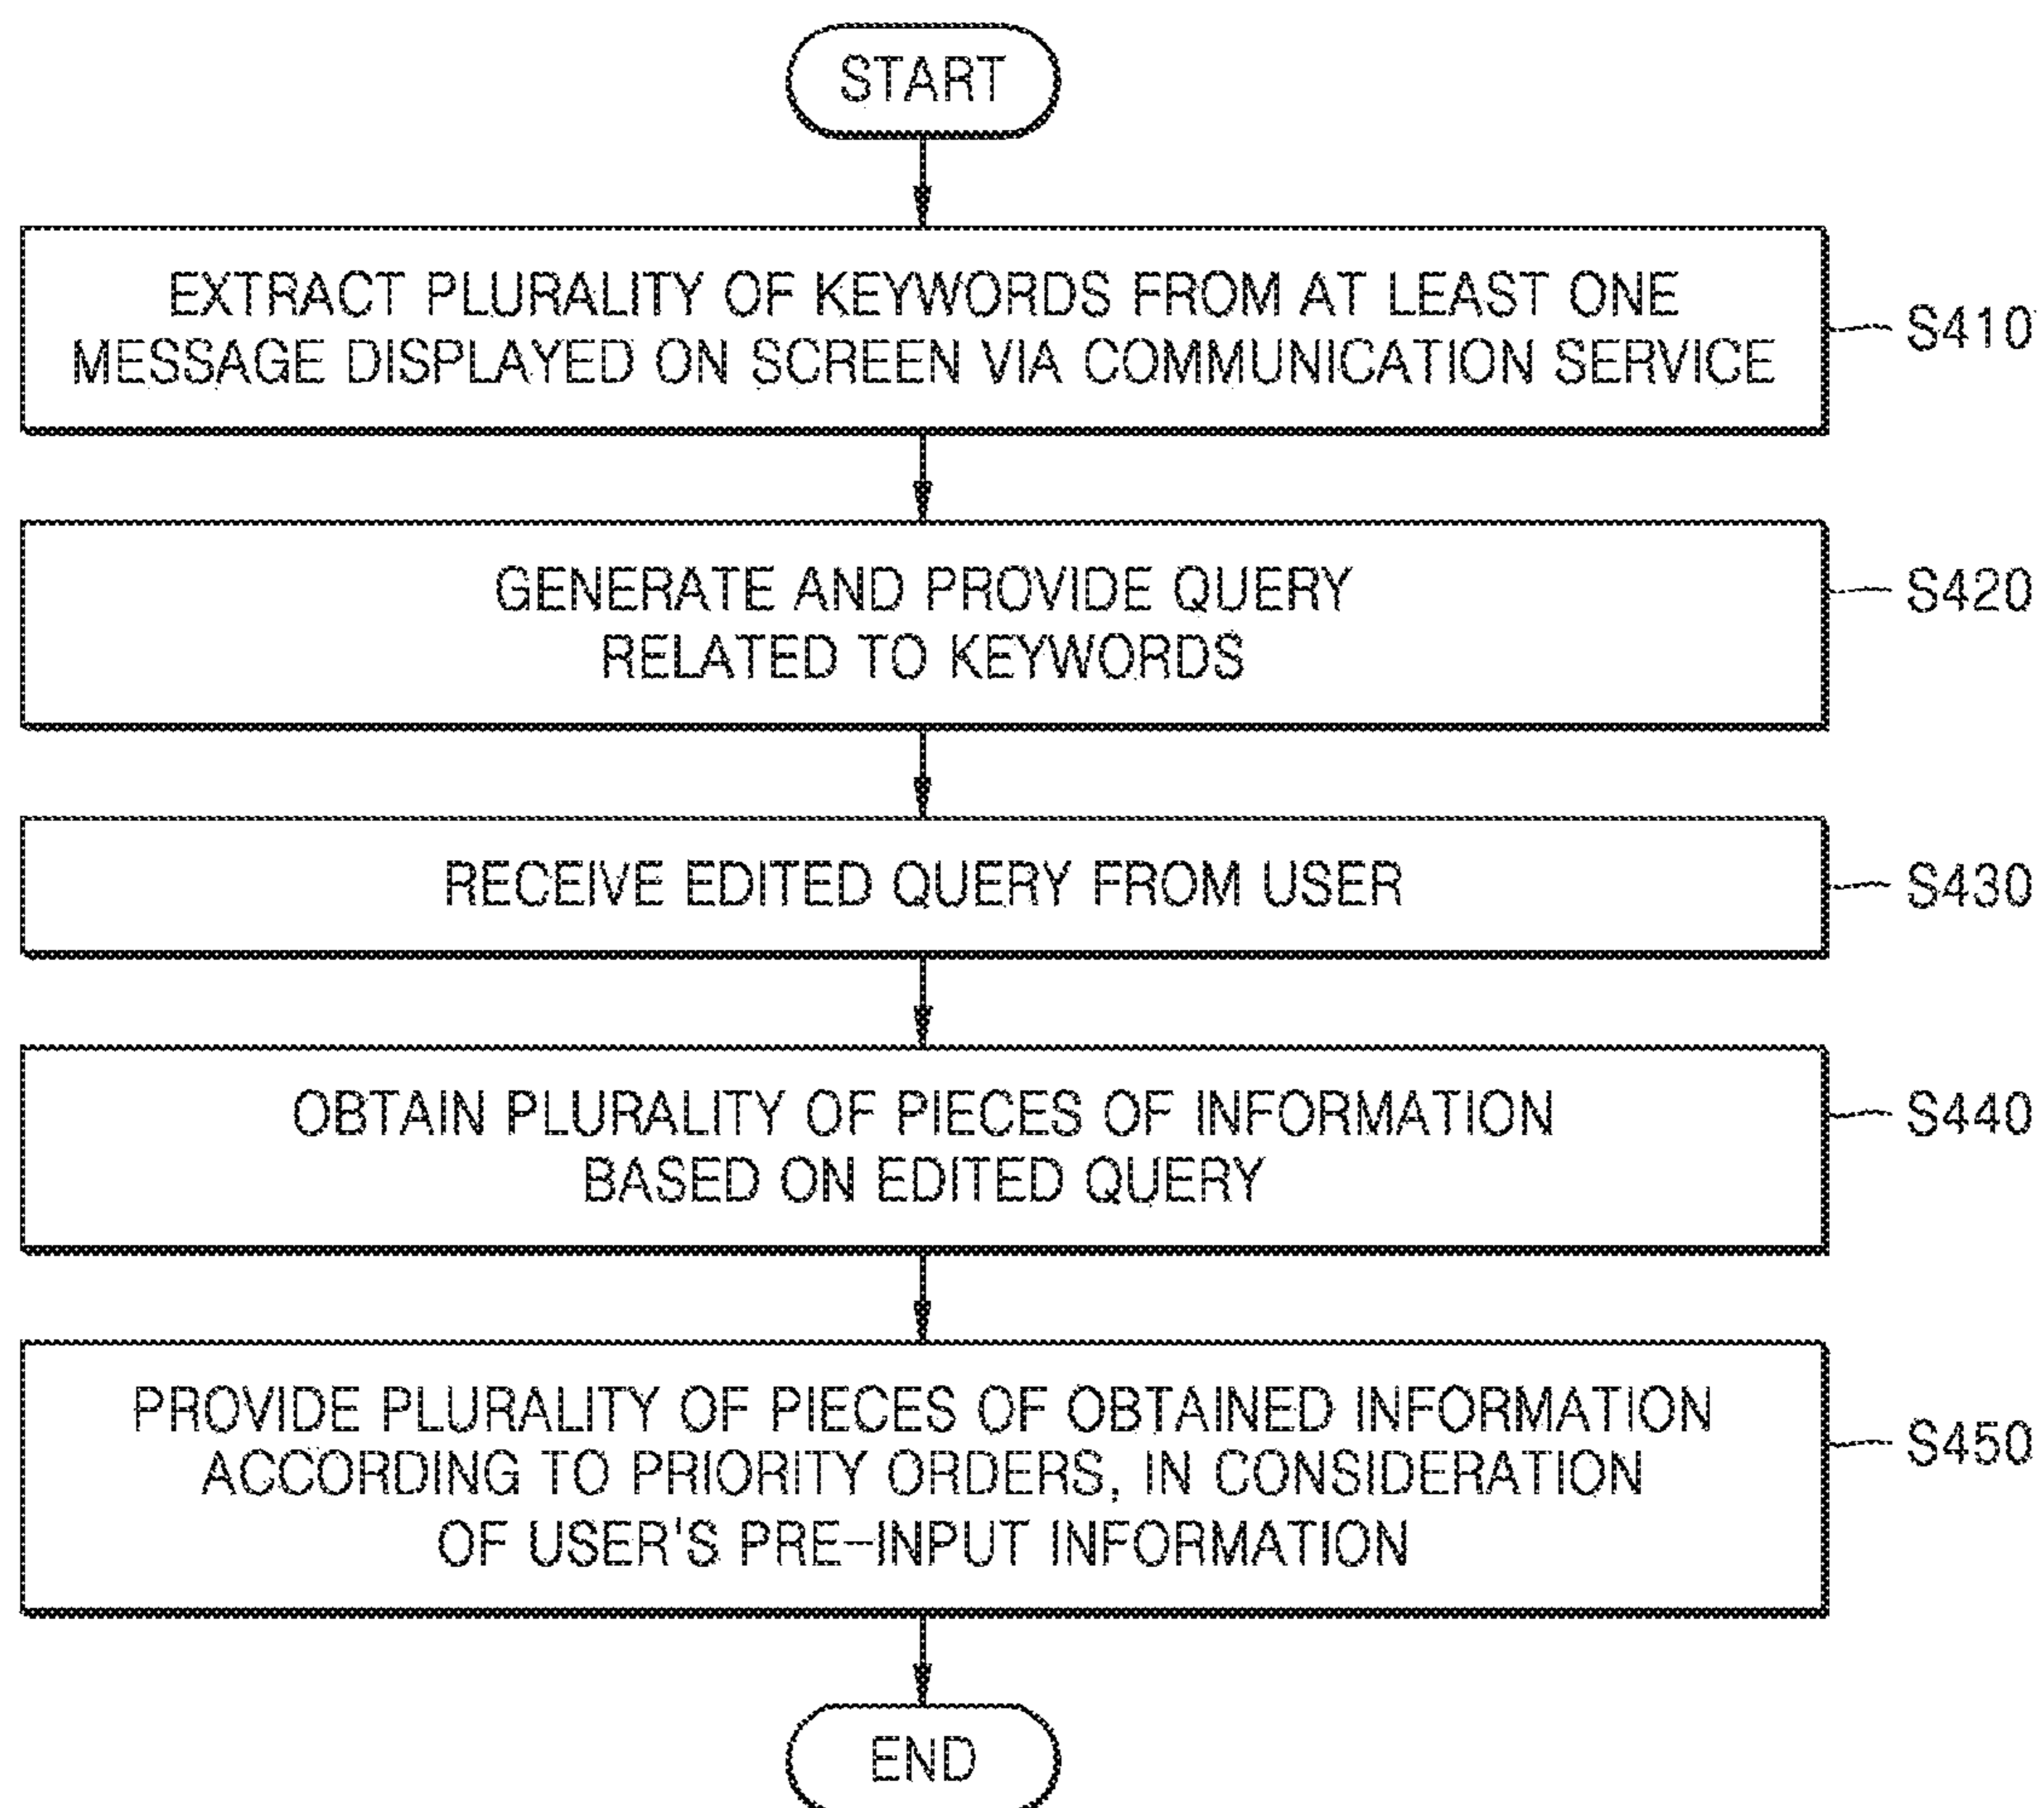 START
EXTRACT PLURALITY OF KEYWORDS FROM AT LEAST ONE
MESSAGE DISPLAYED ON SCREEN VIA COMMUNICATION SERVICE
S410
GENERATE AND PROVIDE QUERY
RELATED TO KEYWORDS
S420
RECEIVE EDITED QUERY FROM USER
S430
OBTAIN PLURALITY OF PIECES OF INFORMATION
BASED ON EDITED QUERY
S440
PROVIDE PLURALITY OF PIECES OF OBTAINED INFORMATION
ACCORDING TO PRIORITY ORDERS, IN CONSIDERATION
OF USER'S PRE-INPUT INFORMATION
S450
END